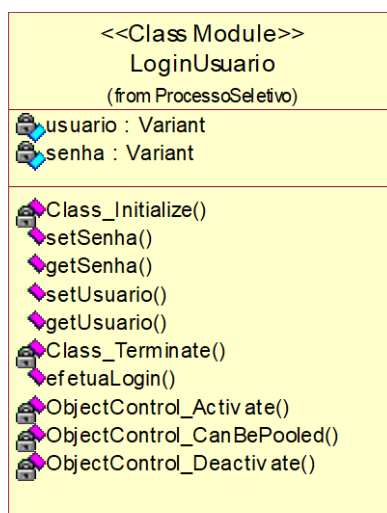 <<Class Module>>
LoginUsuario
(from ProcessoSeletivo)
usuario : Variant
senha : Variant
Class_Initialize()
setSenha()
getSenha()
setUsuario()
getUsuario()
Class_Terminate()
efetuaLogin()
ObjectControl_Activate()
ObjectControl_CanBePooled()
ObjectControl_Deactivate()